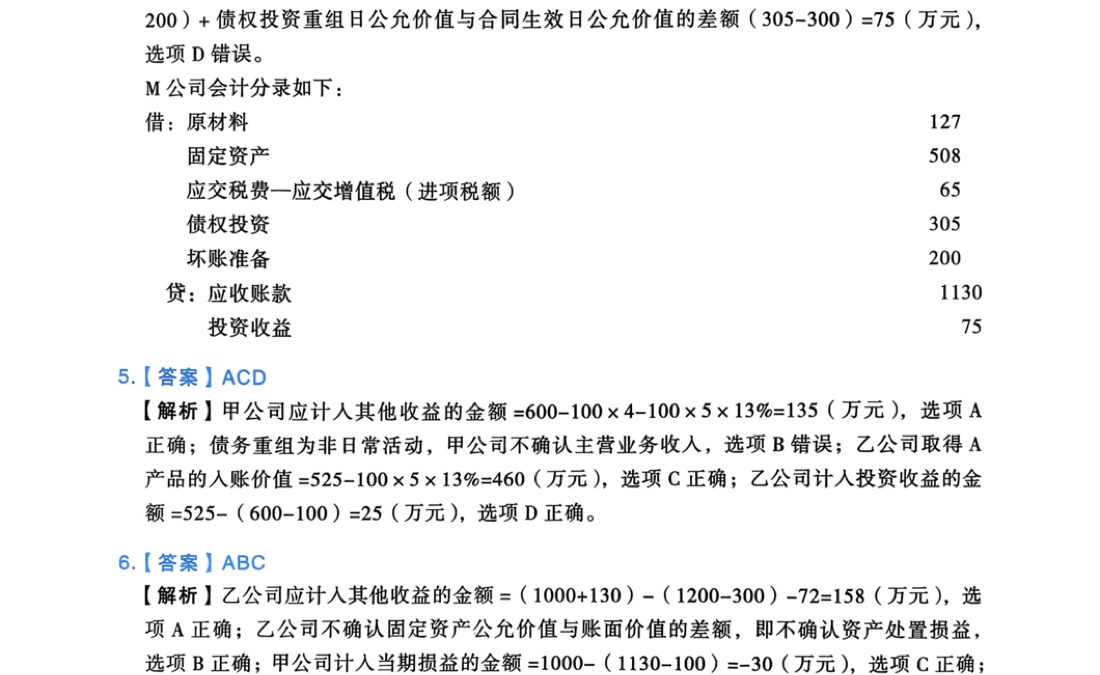 200）+ 债权投资重组日公允价值与合同生效日公允价值的差额（305-300）=75（万元），
选项 D 错误。
M 公司会计分录如下：
借：原材料 127
固定资产 508
应交税费—应交增值税（进项税额） 65
债权投资 305
坏账准备 200
贷：应收账款 1130
投资收益 75
5.【答案】ACD
【解析】甲公司应计入其他收益的金额 =600-100×4-100×5×13%=135（万元），选项 A
正确；债务重组为非日常活动，甲公司不确认主营业务收入，选项 B 错误；乙公司取得 A
产品的入账价值 =525-100×5×13%=460（万元），选项 C 正确；乙公司计入投资收益的金
额 =525-（600-100）=25（万元），选项 D 正确。
6.【答案】ABC
【解析】乙公司应计入其他收益的金额 =（1000+130）-（1200-300）-72=158（万元），选
项 A 正确；乙公司不确认固定资产公允价值与账面价值的差额，即不确认资产处置损益，
选项 B 正确；甲公司计入当期损益的金额 =1000-（1130-100）=-30（万元），选项 C 正确；